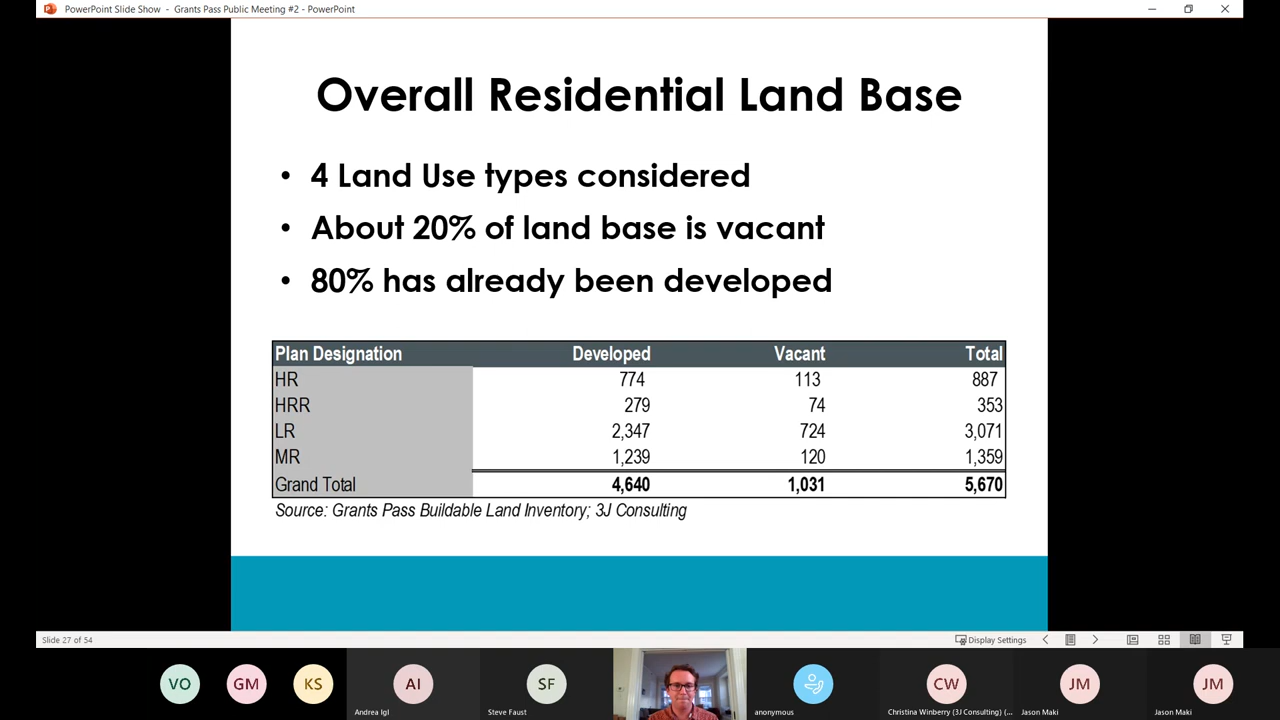 PowerPoint Slide Show - Grants Pass Public Meeting #2 - PowerPoint
Overall Residential Land Base
• 4 Land Use types considered
• About 20% of land base is vacant
• 80% has already been developed
Plan Designation Developed Vacant Total
HR 774 113 887
HRR 279 74 353
LR 2,347 724 3,071
MR 1,239 120 1,359
Grand Total 4,640 1,031 5,670
Source: Grants Pass Buildable Land Inventory; 3J Consulting
Slide 27 of 54
Display Settings
VO GM KS AI SF CW JM JM
Andrea Igl Steve Faust anonymous Christina Winberry (3J Consulting) (... Jason Maki Jason Maki